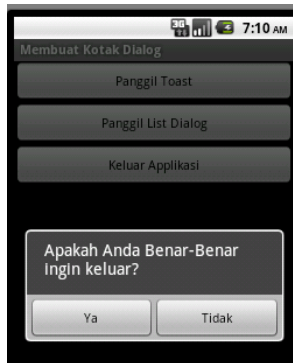 3G 7:10 AM
Membuat Kotak Dialog
Panggil Toast
Panggil List Dialog
Keluar Applikasi
Apakah Anda Benar-Benar
ingin keluar?
Ya Tidak